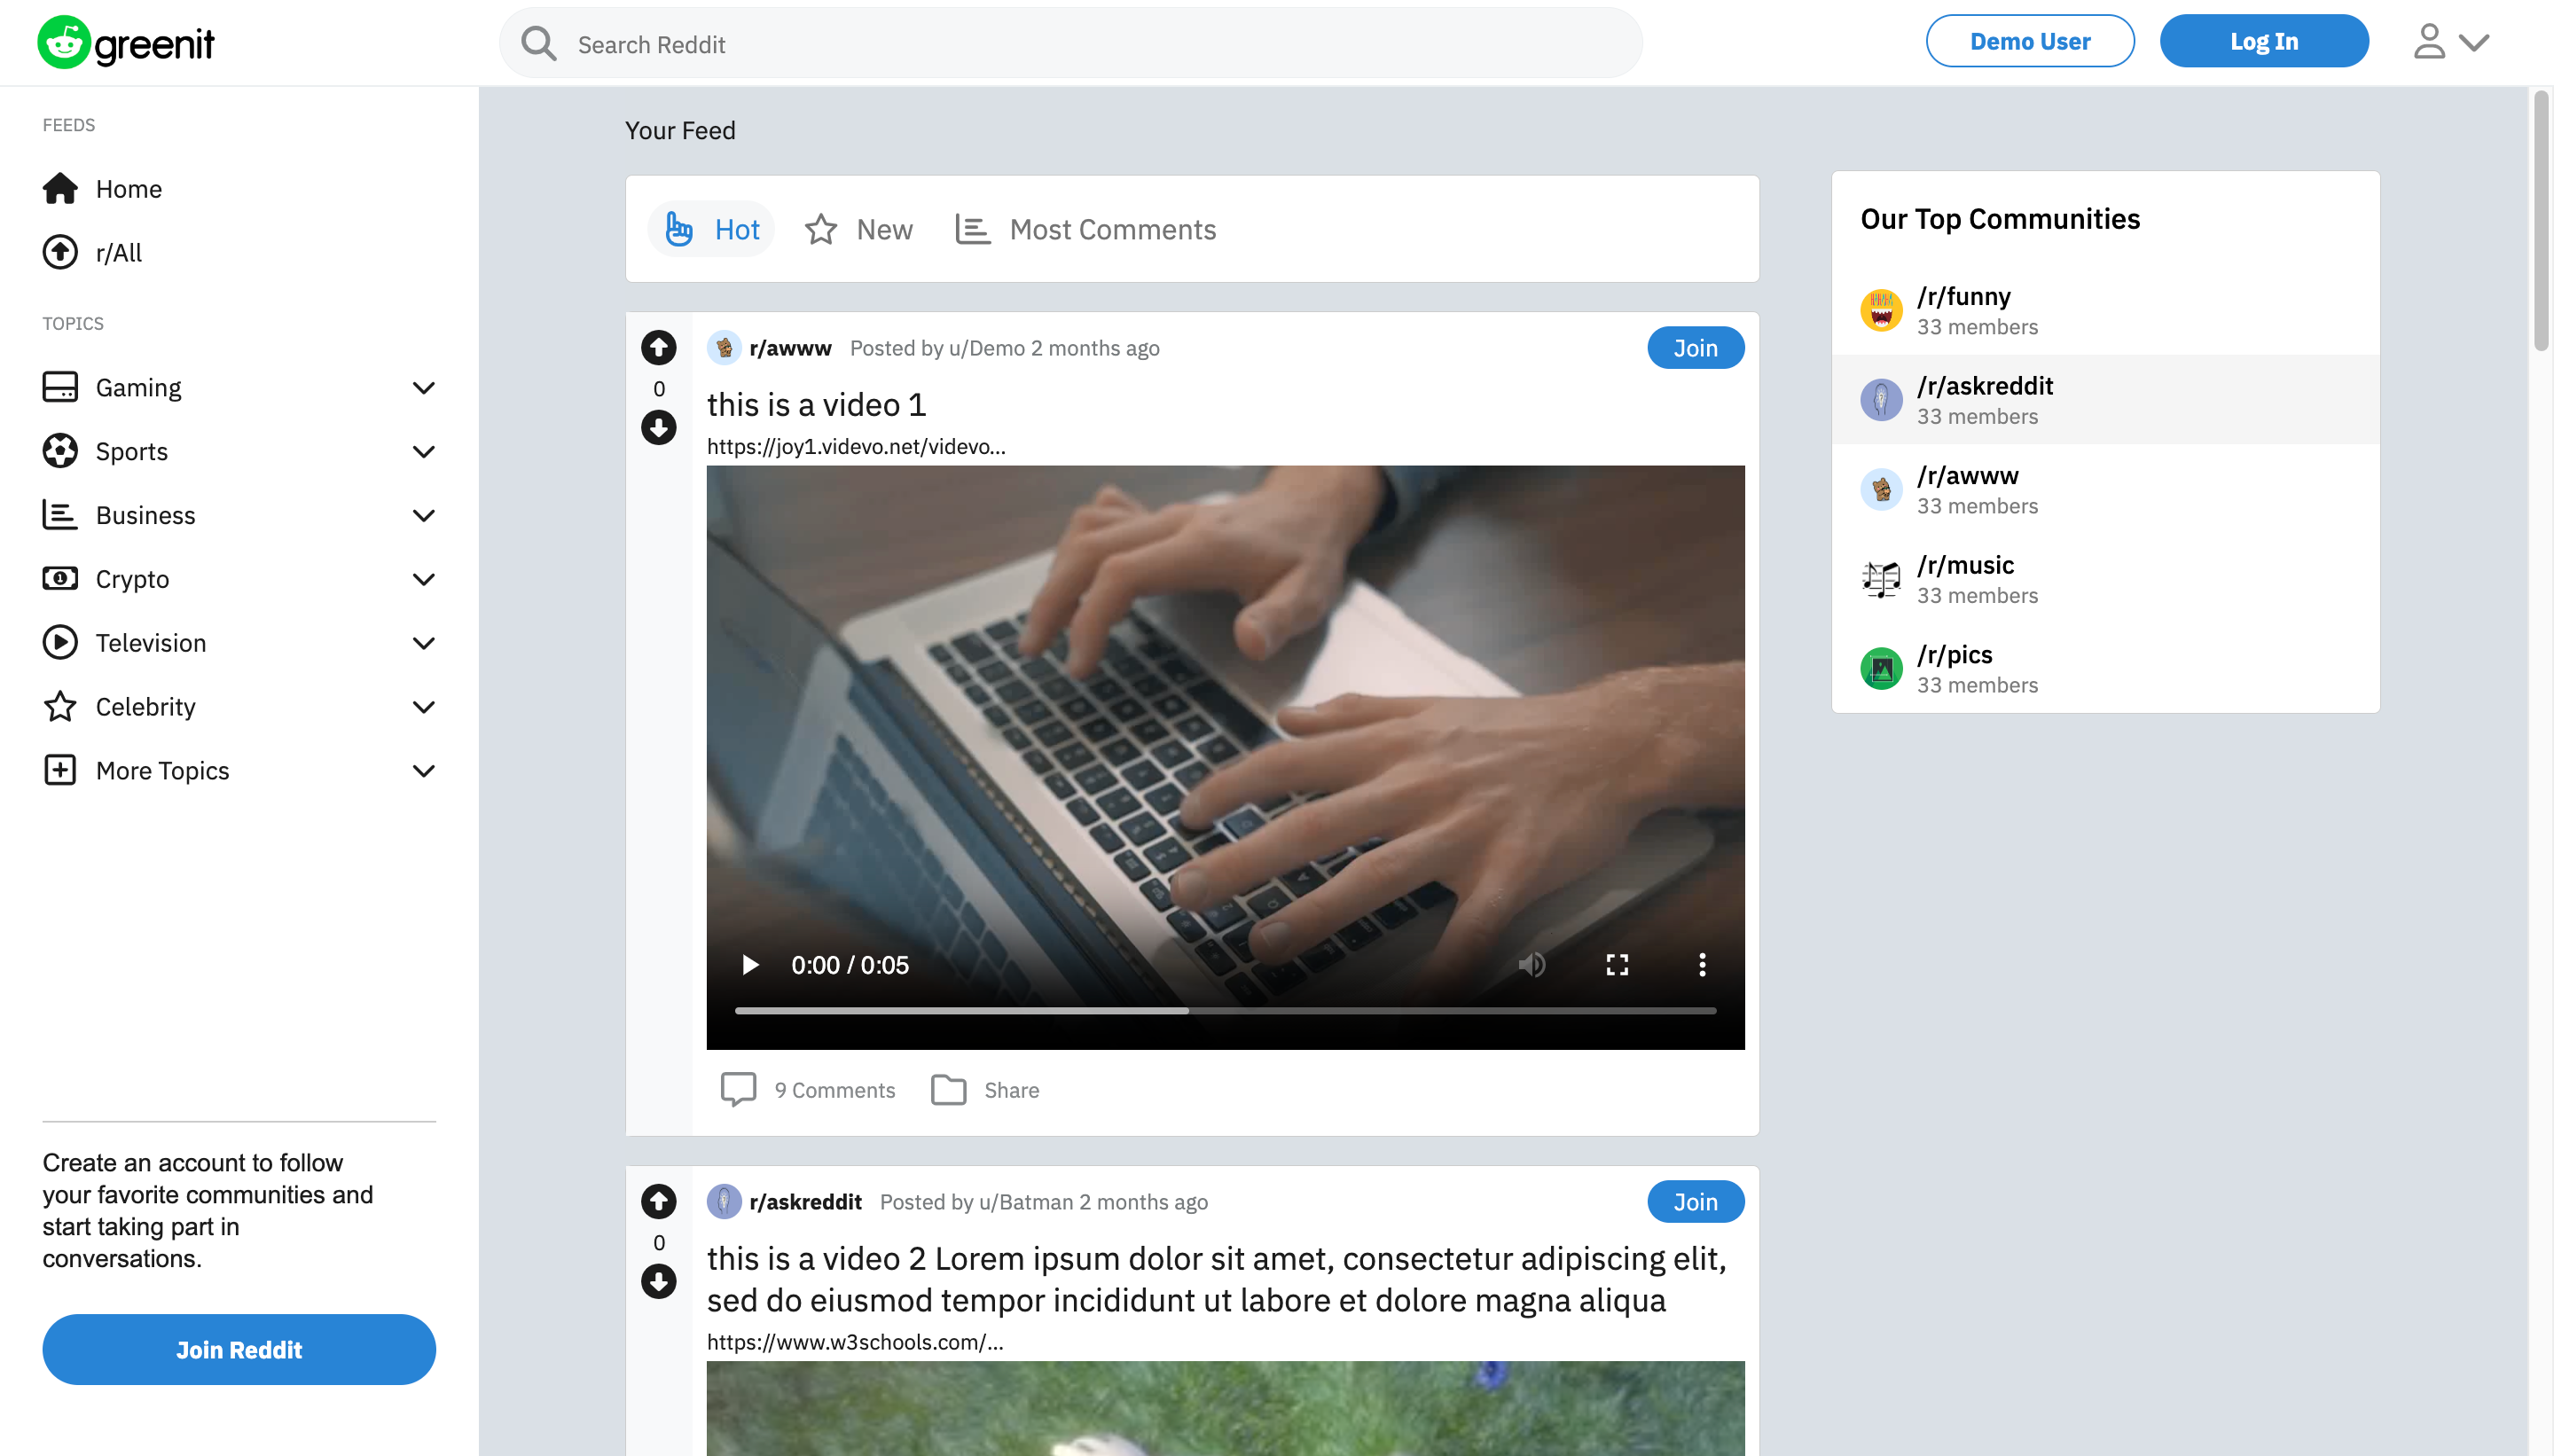 greenit
Search Reddit
Demo User
Log In
FEEDS
Home
r/All
TOPICS
Gaming
Sports
Business
Crypto
Television
Celebrity
More Topics
Create an account to follow
your favorite communities and
start taking part in
conversations.
Join Reddit
Your Feed
Hot
New
Most Comments
0
r/awww
Posted by u/Demo 2 months ago
Join
this is a video 1
https://joy1.videvo.net/videvo...
0:00 / 0:05
9 Comments
Share
0
r/askreddit
Posted by u/Batman 2 months ago
Join
this is a video 2 Lorem ipsum dolor sit amet, consectetur adipiscing elit,
sed do eiusmod tempor incididunt ut labore et dolore magna aliqua
https://www.w3schools.com/...
Our Top Communities
/r/funny
33 members
/r/askreddit
33 members
/r/awww
33 members
/r/music
33 members
/r/pics
33 members